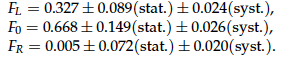 F_L = 0.327 ± 0.089(stat.) ± 0.024(syst.),
F_0 = 0.668 ± 0.149(stat.) ± 0.026(syst.),
F_R = 0.005 ± 0.072(stat.) ± 0.020(syst.).